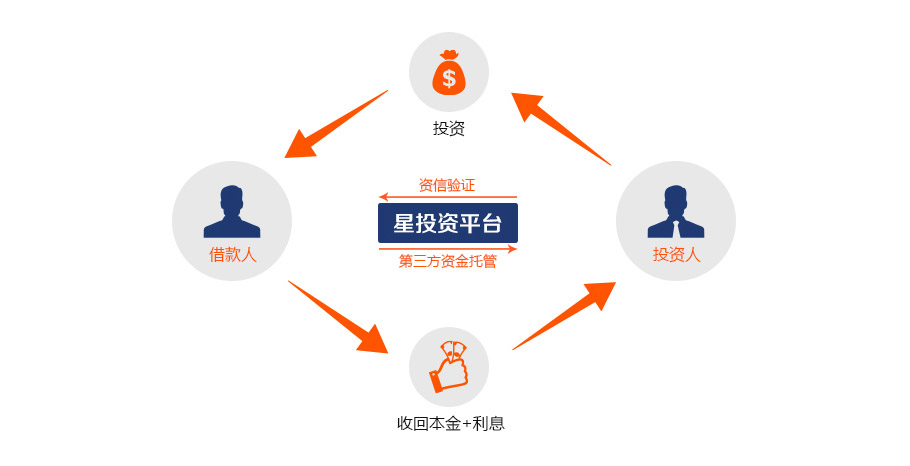 $
投资
资信验证
星投资平台
第三方资金托管
借款人
投资人
收回本金+利息